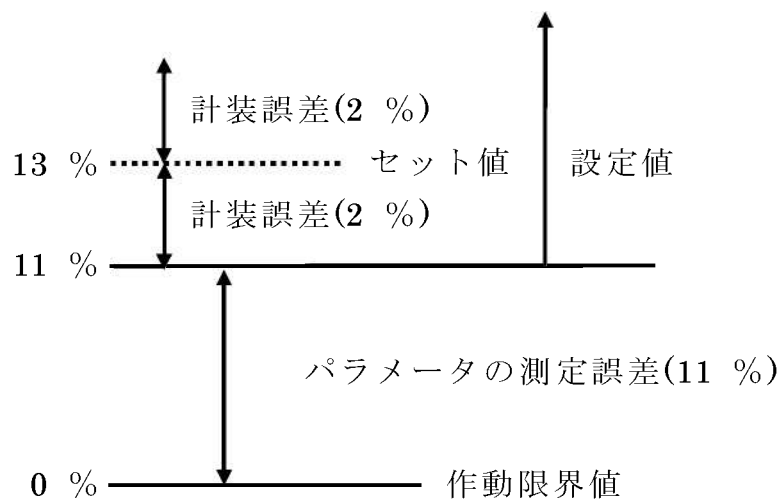 計装誤差(2 %)
13 % セット値 設定値
計装誤差(2 %)
11 %
パラメータの測定誤差(11 %)
0 % 作動限界値